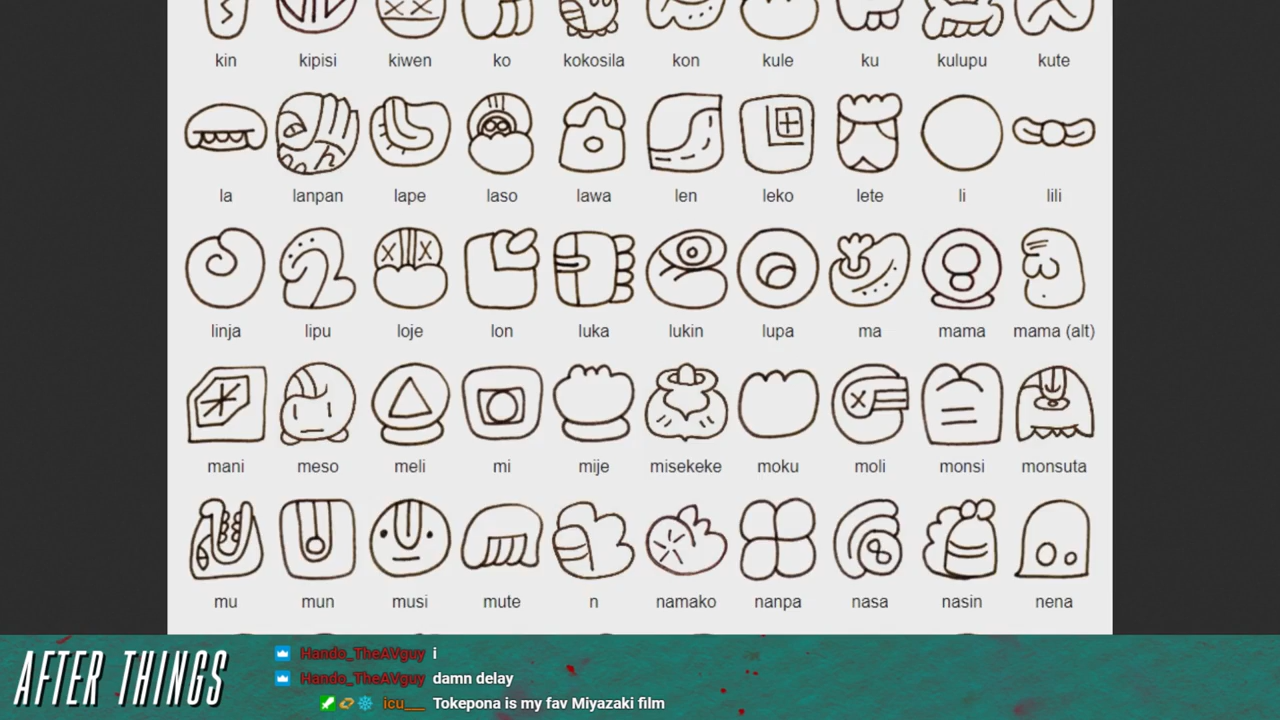 kin kipisi kiwen ko kokosila kon kule ku kulupu kute
la lanpan lape laso lawa len leko lete li lili
linja lipu loje lon luka lukin lupa ma mama mama (alt)
mani meso meli mi mije misekeke moku moli monsi monsuta
mu mun musi mute n namako nanpa nasa nasin nena
AFTER THINGS
Hando_TheAVguy i
Hando_TheAVguy damn delay
icu___ Tokepona is my fav Miyazaki film